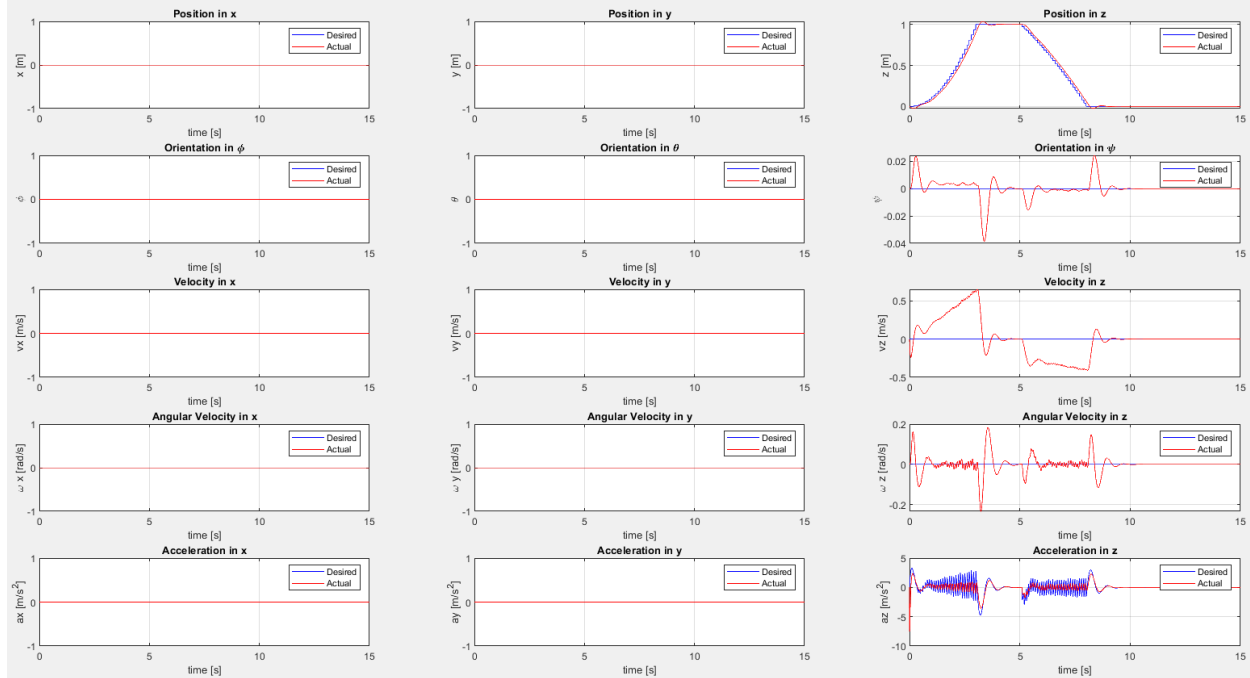 Position in x
Position in y
Position in z
1
0
-1
x [m]
0
5
10
15
time [s]
Desired
Actual
1
0
-1
y [m]
0
5
10
15
time [s]
Desired
Actual
1
0.5
0
z [m]
0
5
10
15
time [s]
Desired
Actual
Orientation in ϕ
Orientation in θ
Orientation in ψ
1
0
-1
ϕ
0
5
10
15
time [s]
Desired
Actual
1
0
-1
θ
0
5
10
15
time [s]
Desired
Actual
0.02
0
-0.02
-0.04
ψ
0
5
10
15
time [s]
Desired
Actual
Velocity in x
Velocity in y
Velocity in z
1
0
-1
vx [m/s]
0
5
10
15
time [s]
1
0
-1
vy [m/s]
0
5
10
15
time [s]
0.5
0
-0.5
vz [m/s]
0
5
10
15
time [s]
Angular Velocity in x
Angular Velocity in y
Angular Velocity in z
1
0
-1
ω x [rad/s]
0
5
10
15
time [s]
Desired
Actual
1
0
-1
ω y [rad/s]
0
5
10
15
time [s]
Desired
Actual
0.2
0
-0.2
ω z [rad/s]
0
5
10
15
time [s]
Desired
Actual
Acceleration in x
Acceleration in y
Acceleration in z
1
0
-1
ax [m/s²]
0
5
10
15
time [s]
Desired
Actual
1
0
-1
ay [m/s²]
0
5
10
15
time [s]
Desired
Actual
5
0
-5
-10
az [m/s²]
0
5
10
15
time [s]
Desired
Actual